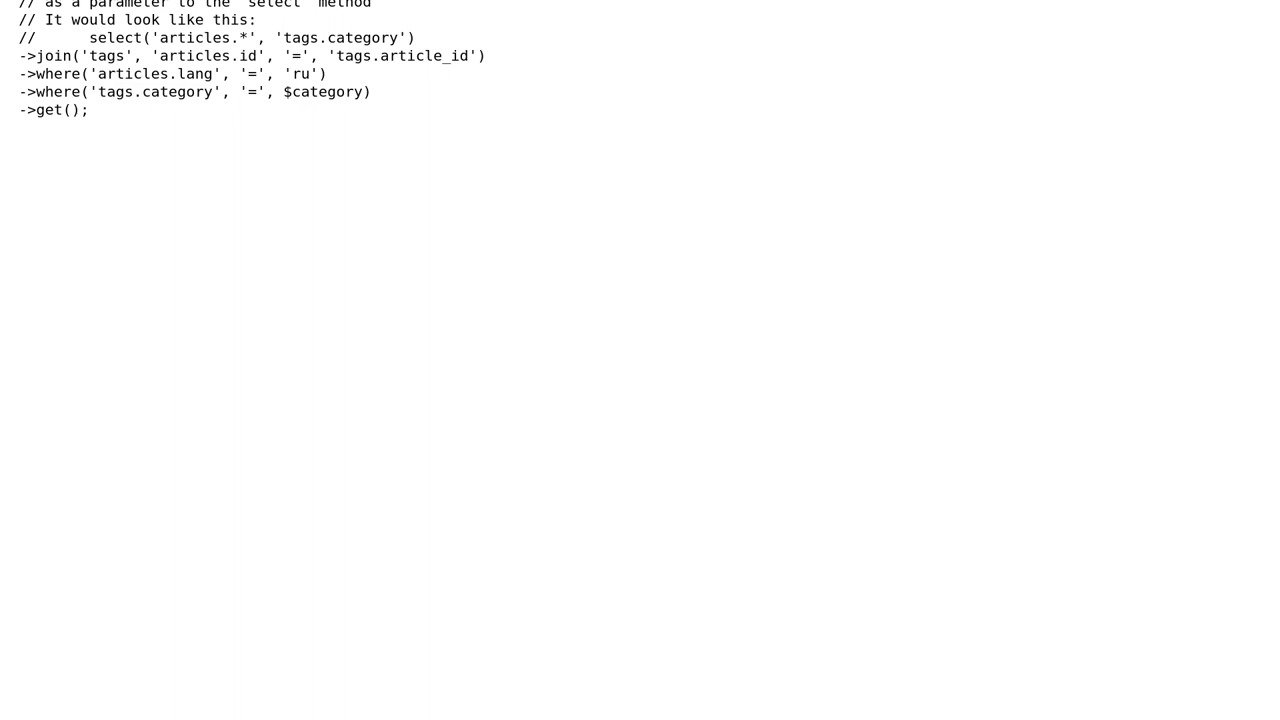 // as a parameter to the `select` method
// It would look like this:
//      select('articles.*', 'tags.category')
->join('tags', 'articles.id', '=', 'tags.article_id')
->where('articles.lang', '=', 'ru')
->where('tags.category', '=', $category)
->get();